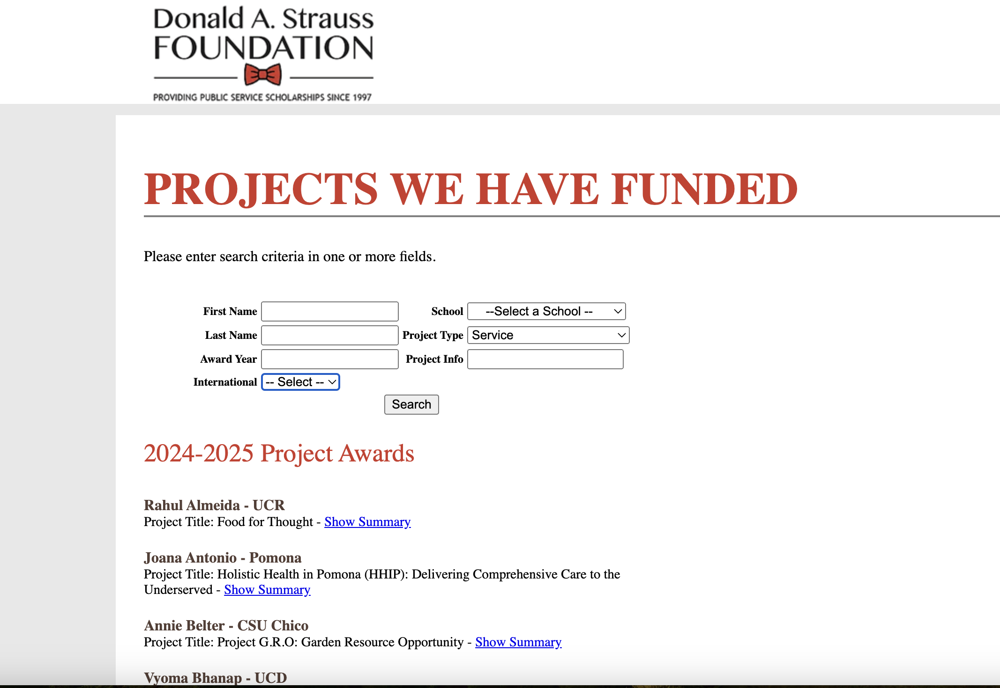 Donald A. Strauss
FOUNDATION
PROVIDING PUBLIC SERVICE SCHOLARSHIPS SINCE 1997
PROJECTS WE HAVE FUNDED
Please enter search criteria in one or more fields.
First Name School --Select a School --
Last Name Project Type Service
Award Year Project Info
International -- Select --
Search
2024-2025 Project Awards
Rahul Almeida - UCR
Project Title: Food for Thought - Show Summary
Joana Antonio - Pomona
Project Title: Holistic Health in Pomona (HHIP): Delivering Comprehensive Care to the
Underserved - Show Summary
Annie Belter - CSU Chico
Project Title: Project G.R.O: Garden Resource Opportunity - Show Summary
Vyoma Bhanap - UCD